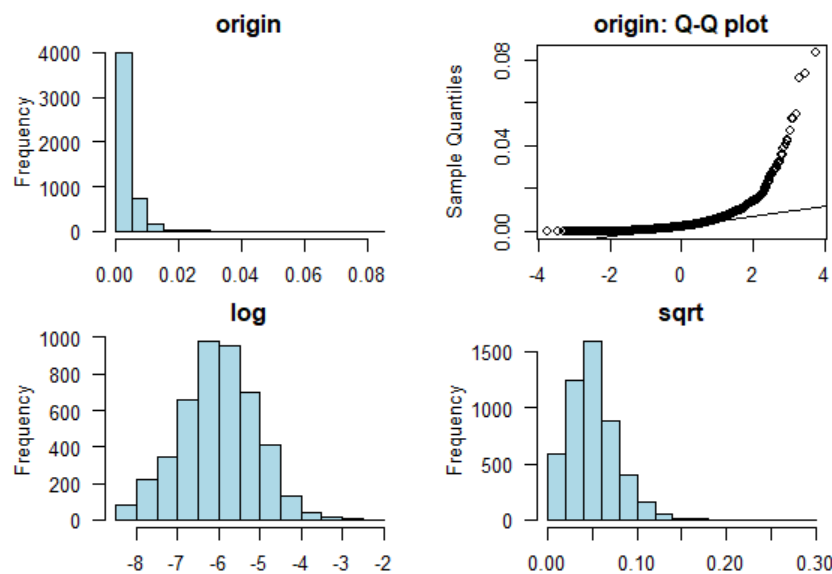 origin
Frequency
4000
3000
2000
1000
0
0.00 0.02 0.04 0.06 0.08
origin: Q-Q plot
Sample Quantiles
0.08
0.04
0.00
-4 -2 0 2 4
log
Frequency
1000
800
600
400
200
0
-8 -7 -6 -5 -4 -3 -2
sqrt
Frequency
1500
1000
500
0
0.00 0.10 0.20 0.30